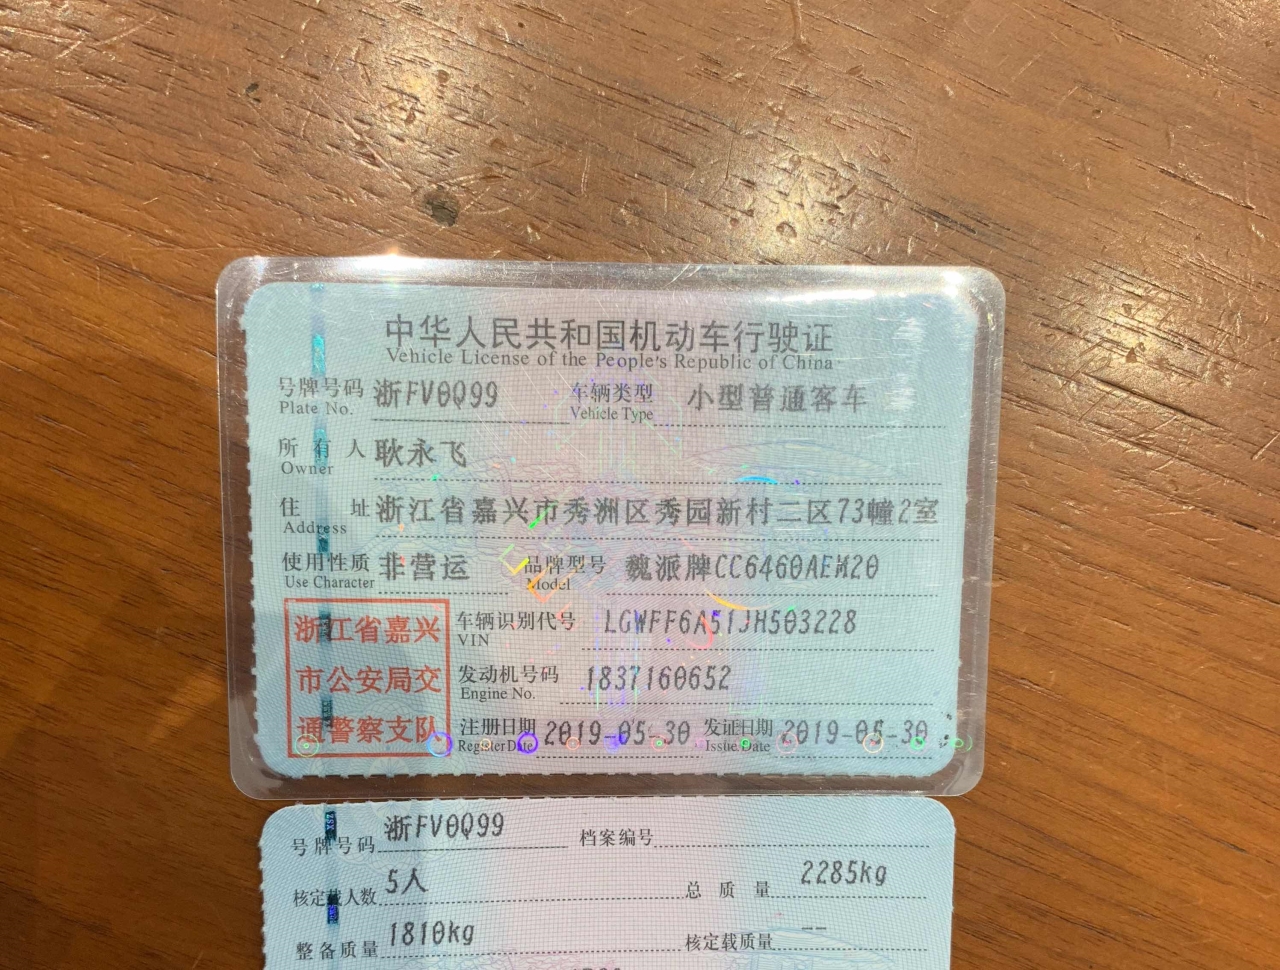 中华人民共和国机动车行驶证
Vehicle License of the People's Republic of China
号牌号码 浙FV0Q99 车辆类型 小型普通客车
Plate No. Vehicle Type
所有人 耿永飞
Owner
住址 浙江省嘉兴市秀洲区秀园新村二区73幢2室
Address
使用性质 非营运 品牌型号 魏派牌CC6460AEM20
Use Character Model
浙江省嘉兴
市公安局交
通警察支队
车辆识别代号 LGWFF6A51JH503228
VIN
发动机号码 1837160652
Engine No.
注册日期 2019-05-30 发证日期 2019-05-30
Register Date Issue Date
号牌号码 浙FV0Q99 档案编号
核定载人数 5人 总质量 2285kg
整备质量 1810kg 核定载质量 --